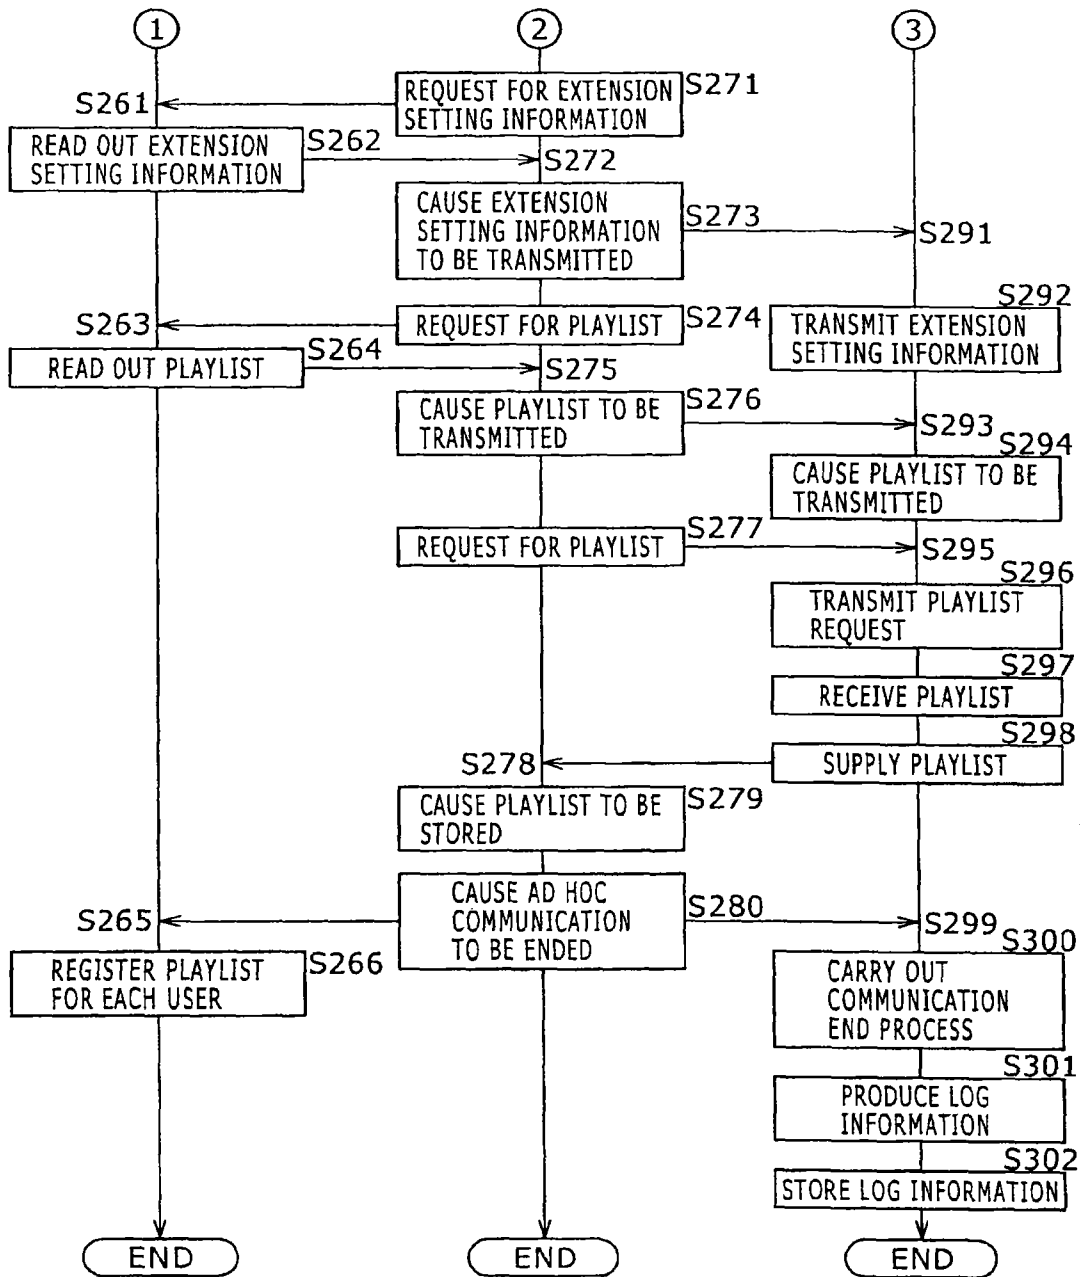 1
2
3
REQUEST FOR EXTENSION
SETTING INFORMATION
S271
S261
READ OUT EXTENSION
SETTING INFORMATION
S262
S272
CAUSE EXTENSION
SETTING INFORMATION
TO BE TRANSMITTED
S273
S291
S292
TRANSMIT EXTENSION
SETTING INFORMATION
S263
REQUEST FOR PLAYLIST
S274
READ OUT PLAYLIST
S264
S275
CAUSE PLAYLIST TO BE
TRANSMITTED
S276
S293
S294
CAUSE PLAYLIST TO BE
TRANSMITTED
REQUEST FOR PLAYLIST
S277
S295
S296
TRANSMIT PLAYLIST
REQUEST
S297
RECEIVE PLAYLIST
S298
SUPPLY PLAYLIST
S278
CAUSE PLAYLIST TO BE
STORED
S279
CAUSE AD HOC
COMMUNICATION
TO BE ENDED
S280
S265
S299
REGISTER PLAYLIST
FOR EACH USER
S266
S300
CARRY OUT
COMMUNICATION
END PROCESS
S301
PRODUCE LOG
INFORMATION
S302
STORE LOG INFORMATION
END
END
END